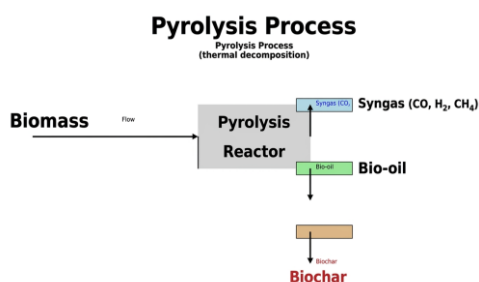 Pyrolysis Process
Pyrolysis Process
(thermal decomposition)
Syngas (CO,
Syngas (CO, H₂, CH₄)
Biomass
Flow
Pyrolysis
Reactor
Bio-oil
Bio-oil
Biochar
Biochar